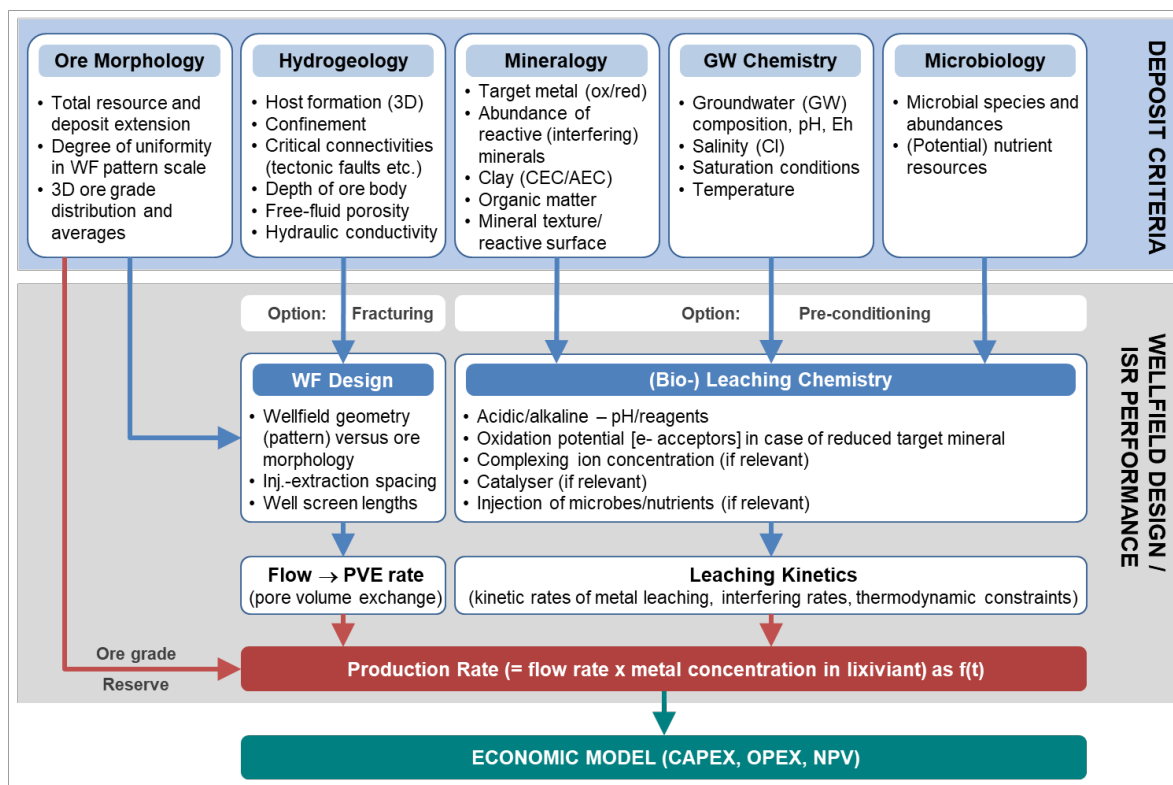 Ore Morphology
• Total resource and
deposit extension
• Degree of uniformity
in WF pattern scale
• 3D ore grade
distribution and
averages
Hydrogeology
• Host formation (3D)
• Confinement
• Critical connectivities
(tectonic faults etc.)
• Depth of ore body
• Free-fluid porosity
• Hydraulic conductivity
Mineralogy
• Target metal (ox/red)
• Abundance of
reactive (interfering)
minerals
• Clay (CEC/AEC)
• Organic matter
• Mineral texture/
reactive surface
GW Chemistry
• Groundwater (GW)
composition, pH, Eh
• Salinity (Cl)
• Saturation conditions
• Temperature
Microbiology
• Microbial species and
abundances
• (Potential) nutrient
resources
DEPOSIT CRITERIA
Option: Fracturing
Option: Pre-conditioning
WF Design
• Wellfield geometry
(pattern) versus ore
morphology
• Inj.-extraction spacing
• Well screen lengths
(Bio-) Leaching Chemistry
• Acidic/alkaline – pH/reagents
• Oxidation potential [e- acceptors] in case of reduced target mineral
• Complexing ion concentration (if relevant)
• Catalyser (if relevant)
• Injection of microbes/nutrients (if relevant)
WELLFIELD DESIGN /
ISR PERFORMANCE
Flow → PVE rate
(pore volume exchange)
Leaching Kinetics
(kinetic rates of metal leaching, interfering rates, thermodynamic constraints)
Ore grade
Reserve
Production Rate (= flow rate x metal concentration in lixiviant) as f(t)
ECONOMIC MODEL (CAPEX, OPEX, NPV)